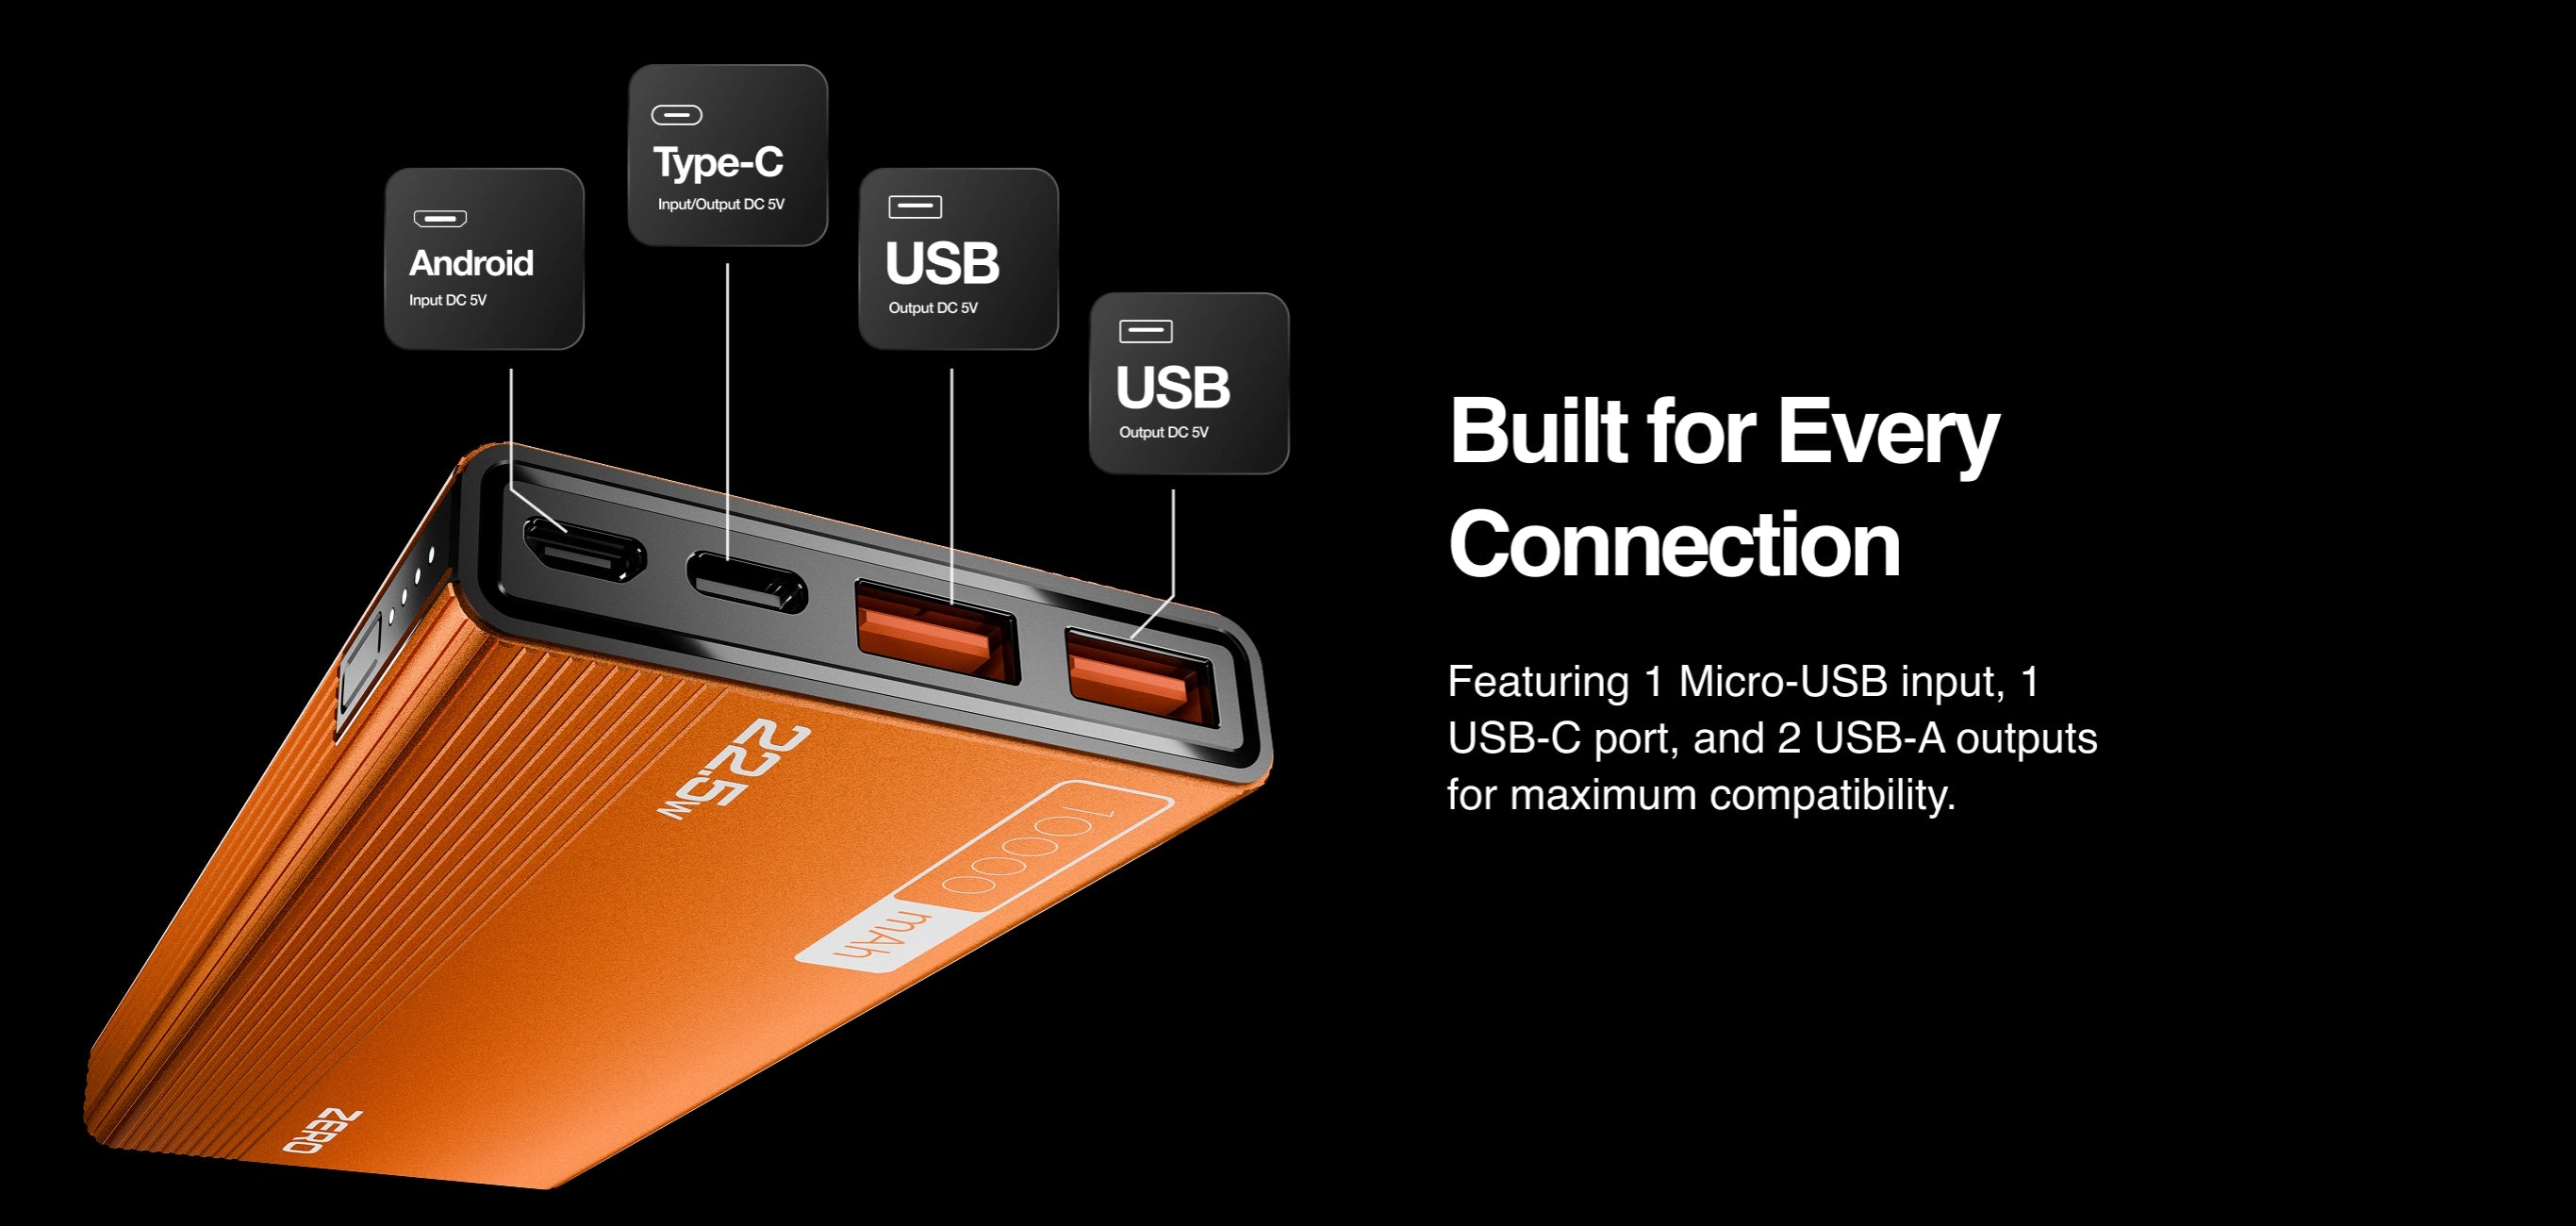 Type-C
Input/Output DC 5V
Android
Input DC 5V
USB
Output DC 5V
USB
Output DC 5V
Built for Every
Connection
Featuring 1 Micro-USB input, 1
USB-C port, and 2 USB-A outputs
for maximum compatibility.
22.5W
10000
mAh
ZERO